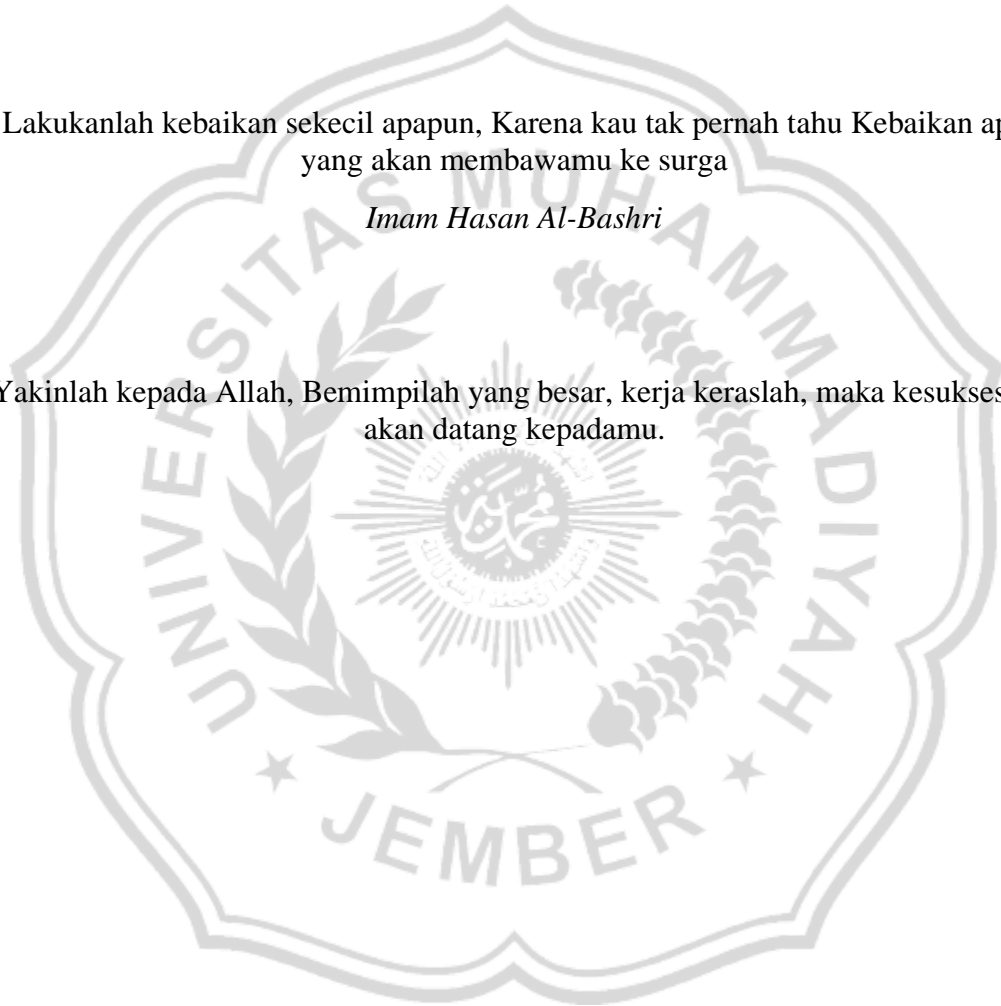 Lakukanlah kebaikan sekecil apapun, Karena kau tak pernah tahu Kebaikan ap
yang akan membawamu ke surga
Imam Hasan Al-Bashri
Yakinlah kepada Allah, Bemimpilah yang besar, kerja keraslah, maka kesukses
akan datang kepadamu.
UNIVERSITAS MUHAMMADIYAH
JEMBER